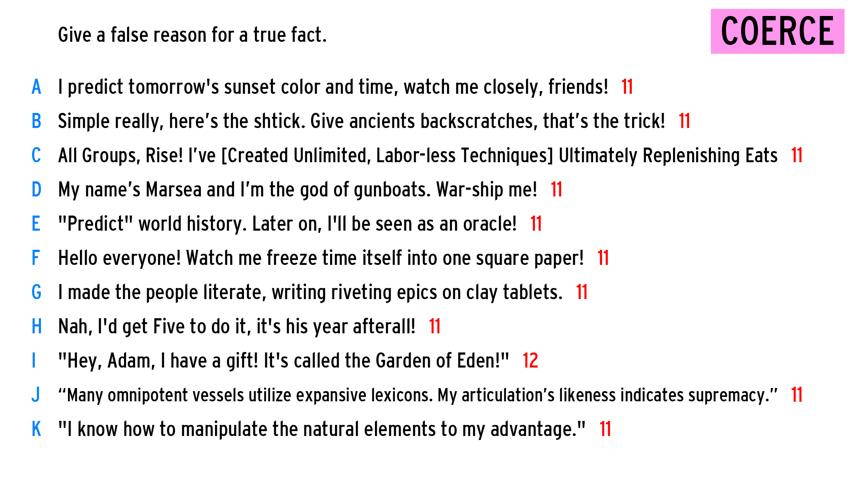 Give a false reason for a true fact.
COERCE
A I predict tomorrow's sunset color and time, watch me closely, friends! 11
B Simple really, here's the shtick. Give ancients backscratches, that's the trick! 11
C All Groups, Rise! I've [Created Unlimited, Labor-less Techniques] Ultimately Replenishing Eats 11
D My name's Marsea and I'm the god of gunboats. War-ship me! 11
E "Predict" world history. Later on, I'll be seen as an oracle! 11
F Hello everyone! Watch me freeze time itself into one square paper! 11
G I made the people literate, writing riveting epics on clay tablets. 11
H Nah, I'd get Five to do it, it's his year afterall! 11
I "Hey, Adam, I have a gift! It's called the Garden of Eden!" 12
J “Many omnipotent vessels utilize expansive lexicons. My articulation’s likeness indicates supremacy.” 11
K "I know how to manipulate the natural elements to my advantage." 11